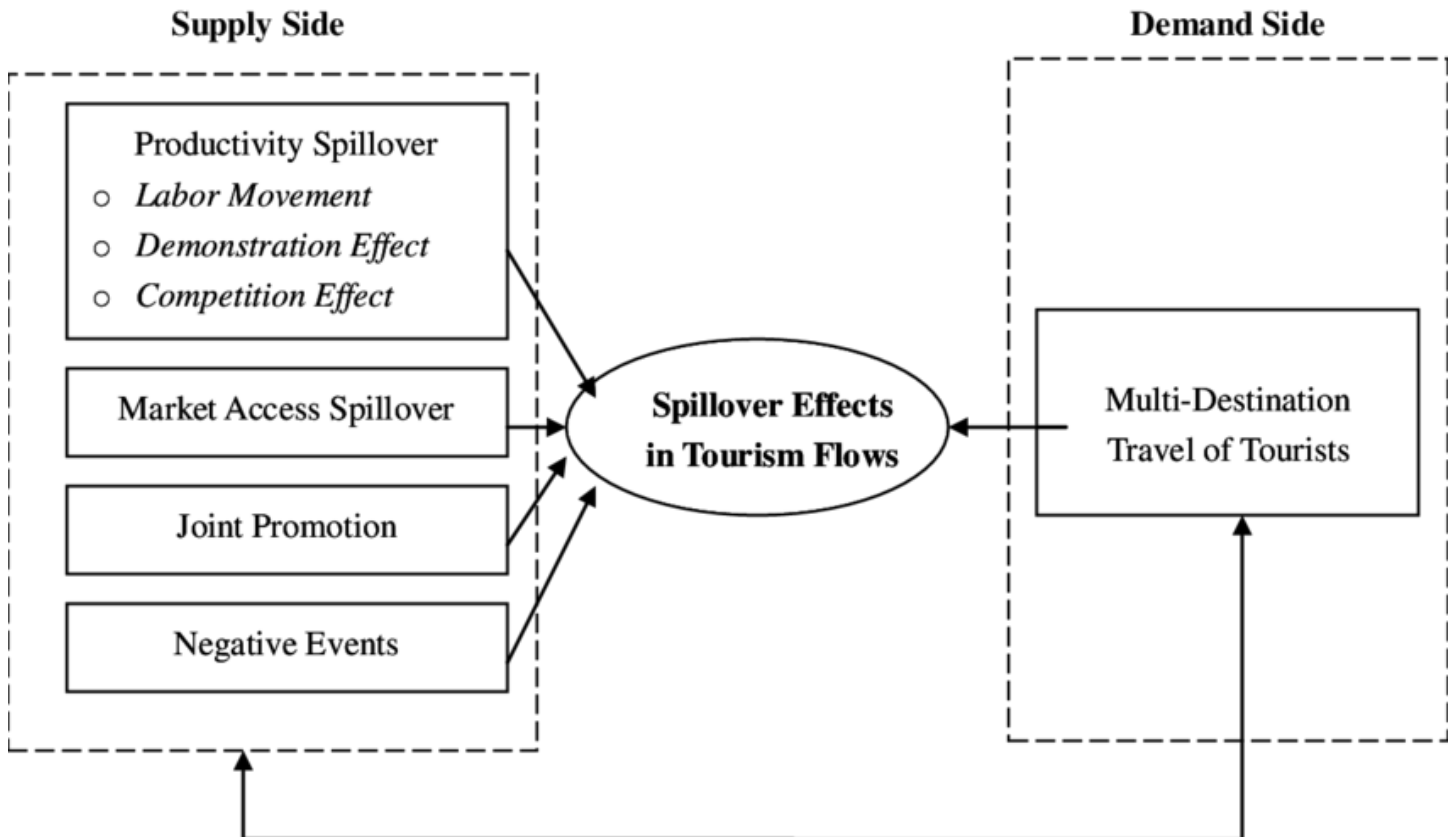 Supply Side
Demand Side
Productivity Spillover
Labor Movement
Demonstration Effect
Competition Effect
Market Access Spillover
Joint Promotion
Negative Events
Spillover Effects
in Tourism Flows
Multi-Destination
Travel of Tourists